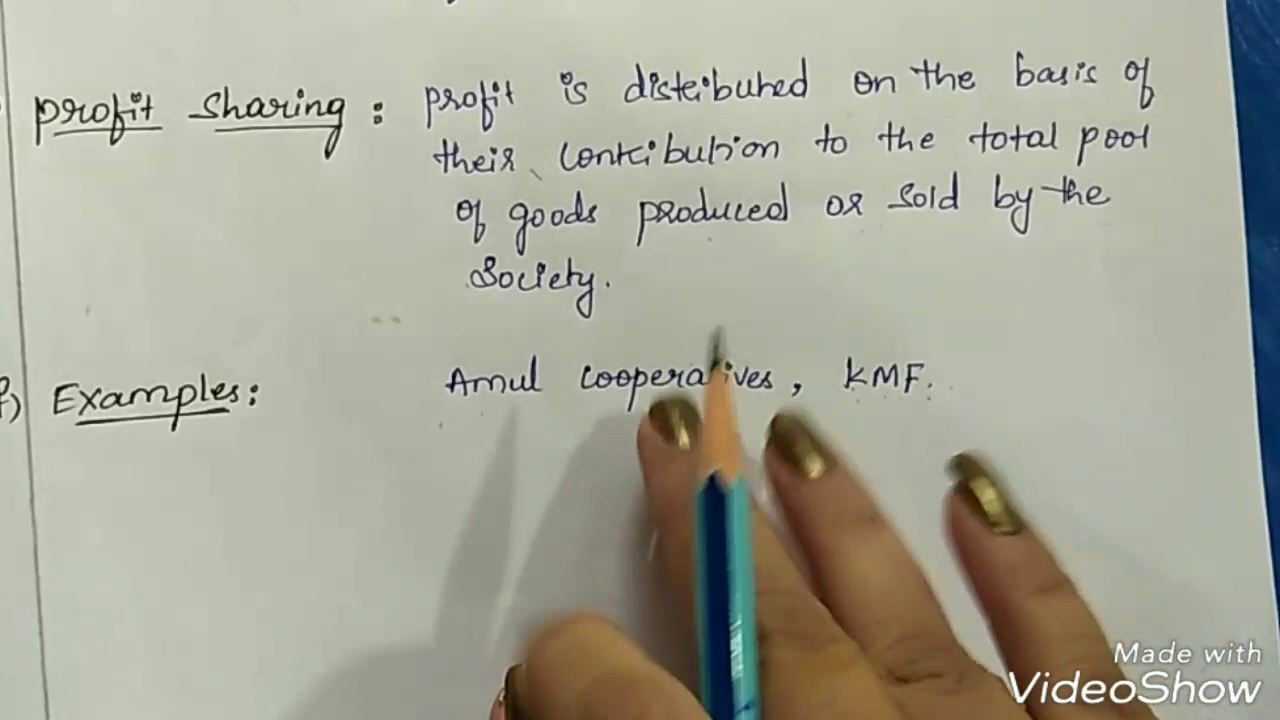 Profit Sharing : profit is distributed on the basis of
their contribution to the total pool
of goods produced or sold by the
Society.
f) Examples: Amul cooperatives, KMF.
Made with
VideoShow